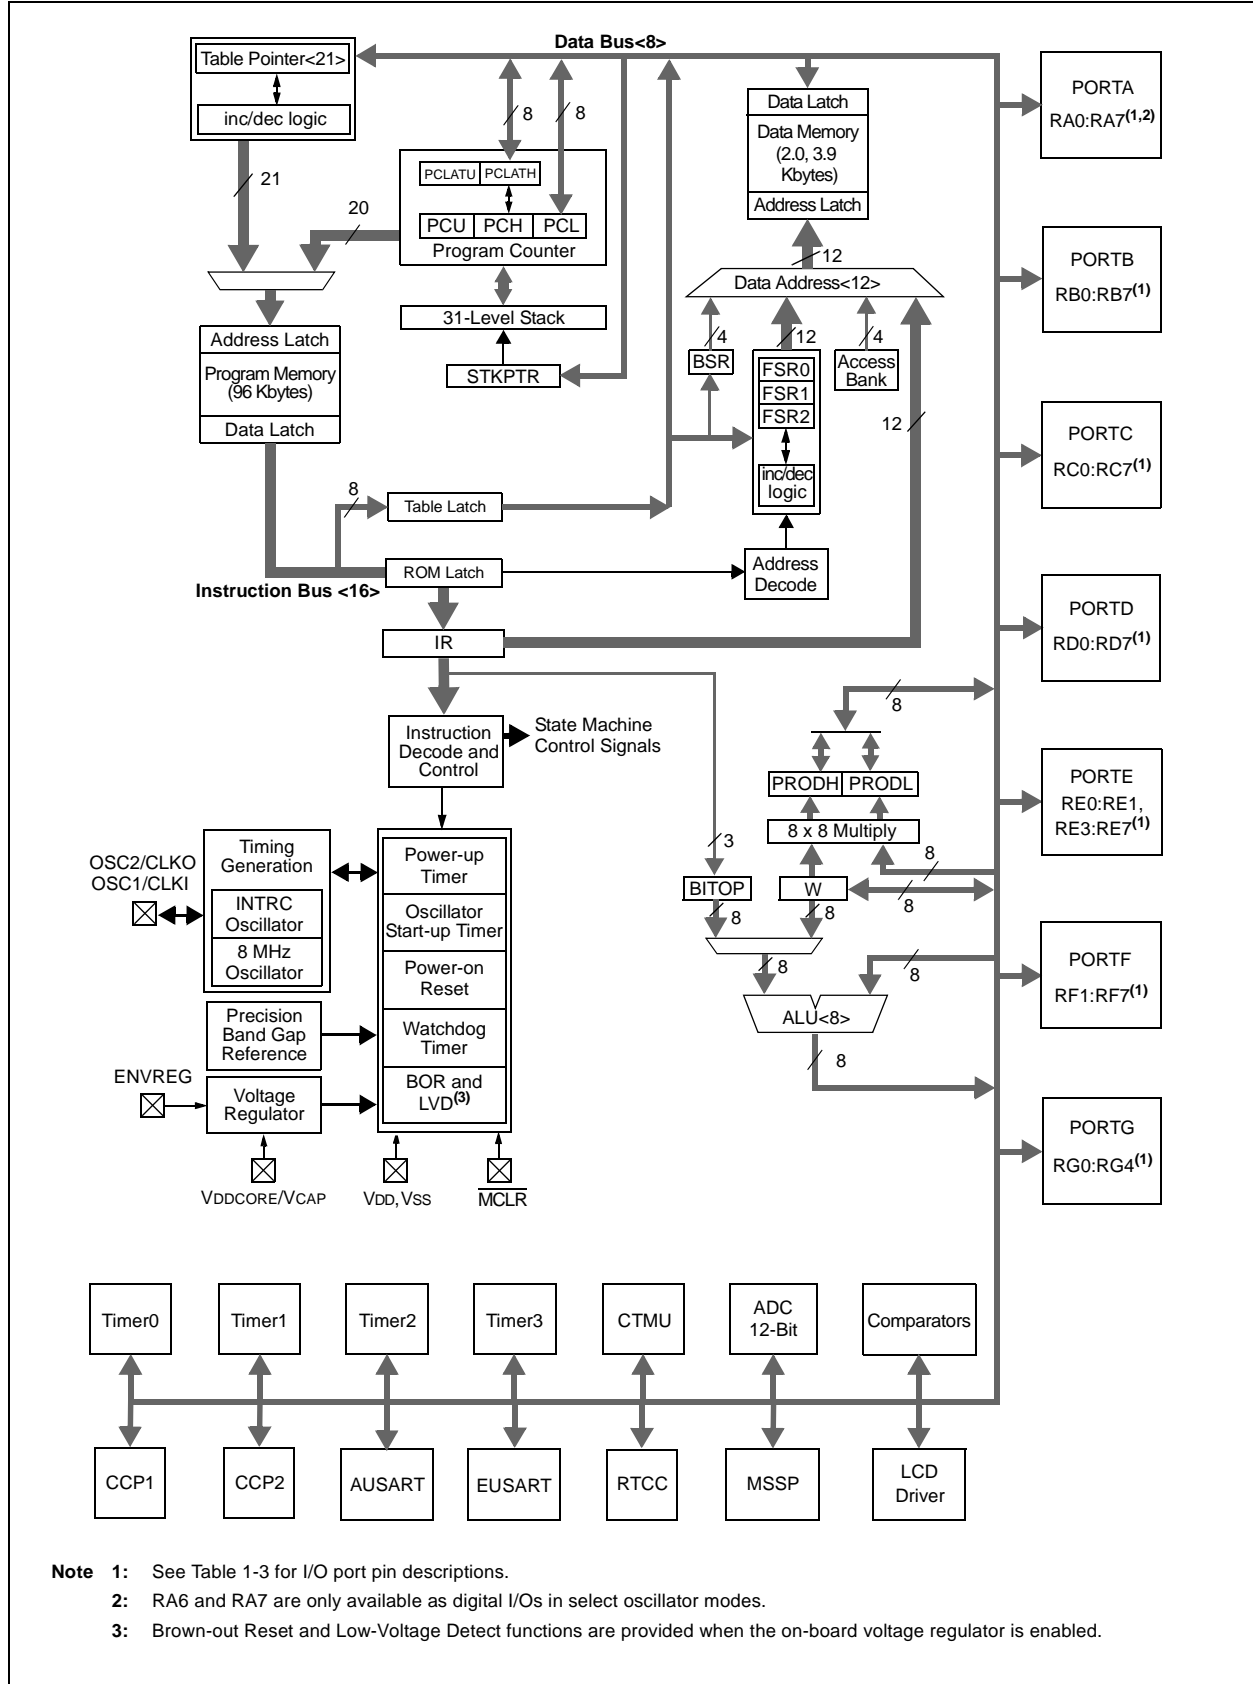 Data Bus<8>
Table Pointer<21>
inc/dec logic
21
8
8
PCLATU
PCLATH
20
PCU
PCH
PCL
Program Counter
31-Level Stack
STKPTR
Address Latch
Program Memory
(96 Kbytes)
Data Latch
8
Table Latch
Instruction Bus <16>
ROM Latch
IR
Data Latch
Data Memory
(2.0, 3.9
Kbytes)
Address Latch
12
Data Address<12>
4
12
4
BSR
FSR0
FSR1
FSR2
inc/dec
logic
Access
Bank
12
Address
Decode
Instruction
Decode and
Control
State Machine
Control Signals
8
PRODH
PRODL
8 x 8 Multiply
3
8
BITOP
W
8
8
8
8
8
ALU<8>
8
OSC2/CLKO
OSC1/CLKI
Timing
Generation
INTRC
Oscillator
8 MHz
Oscillator
Precision
Band Gap
Reference
ENVREG
Voltage
Regulator
Power-up
Timer
Oscillator
Start-up Timer
Power-on
Reset
Watchdog
Timer
BOR and
LVD(3)
VDDCORE/VCAP
VDD, VSS
MCLR
PORTA
RA0:RA7(1,2)
PORTB
RB0:RB7(1)
PORTC
RC0:RC7(1)
PORTD
RD0:RD7(1)
PORTE
RE0:RE1,
RE3:RE7(1)
PORTF
RF1:RF7(1)
PORTG
RG0:RG4(1)
Timer0
Timer1
Timer2
Timer3
CTMU
ADC
12-Bit
Comparators
CCP1
CCP2
AUSART
EUSART
RTCC
MSSP
LCD
Driver
Note 1: See Table 1-3 for I/O port pin descriptions.
2: RA6 and RA7 are only available as digital I/Os in select oscillator modes.
3: Brown-out Reset and Low-Voltage Detect functions are provided when the on-board voltage regulator is enabled.